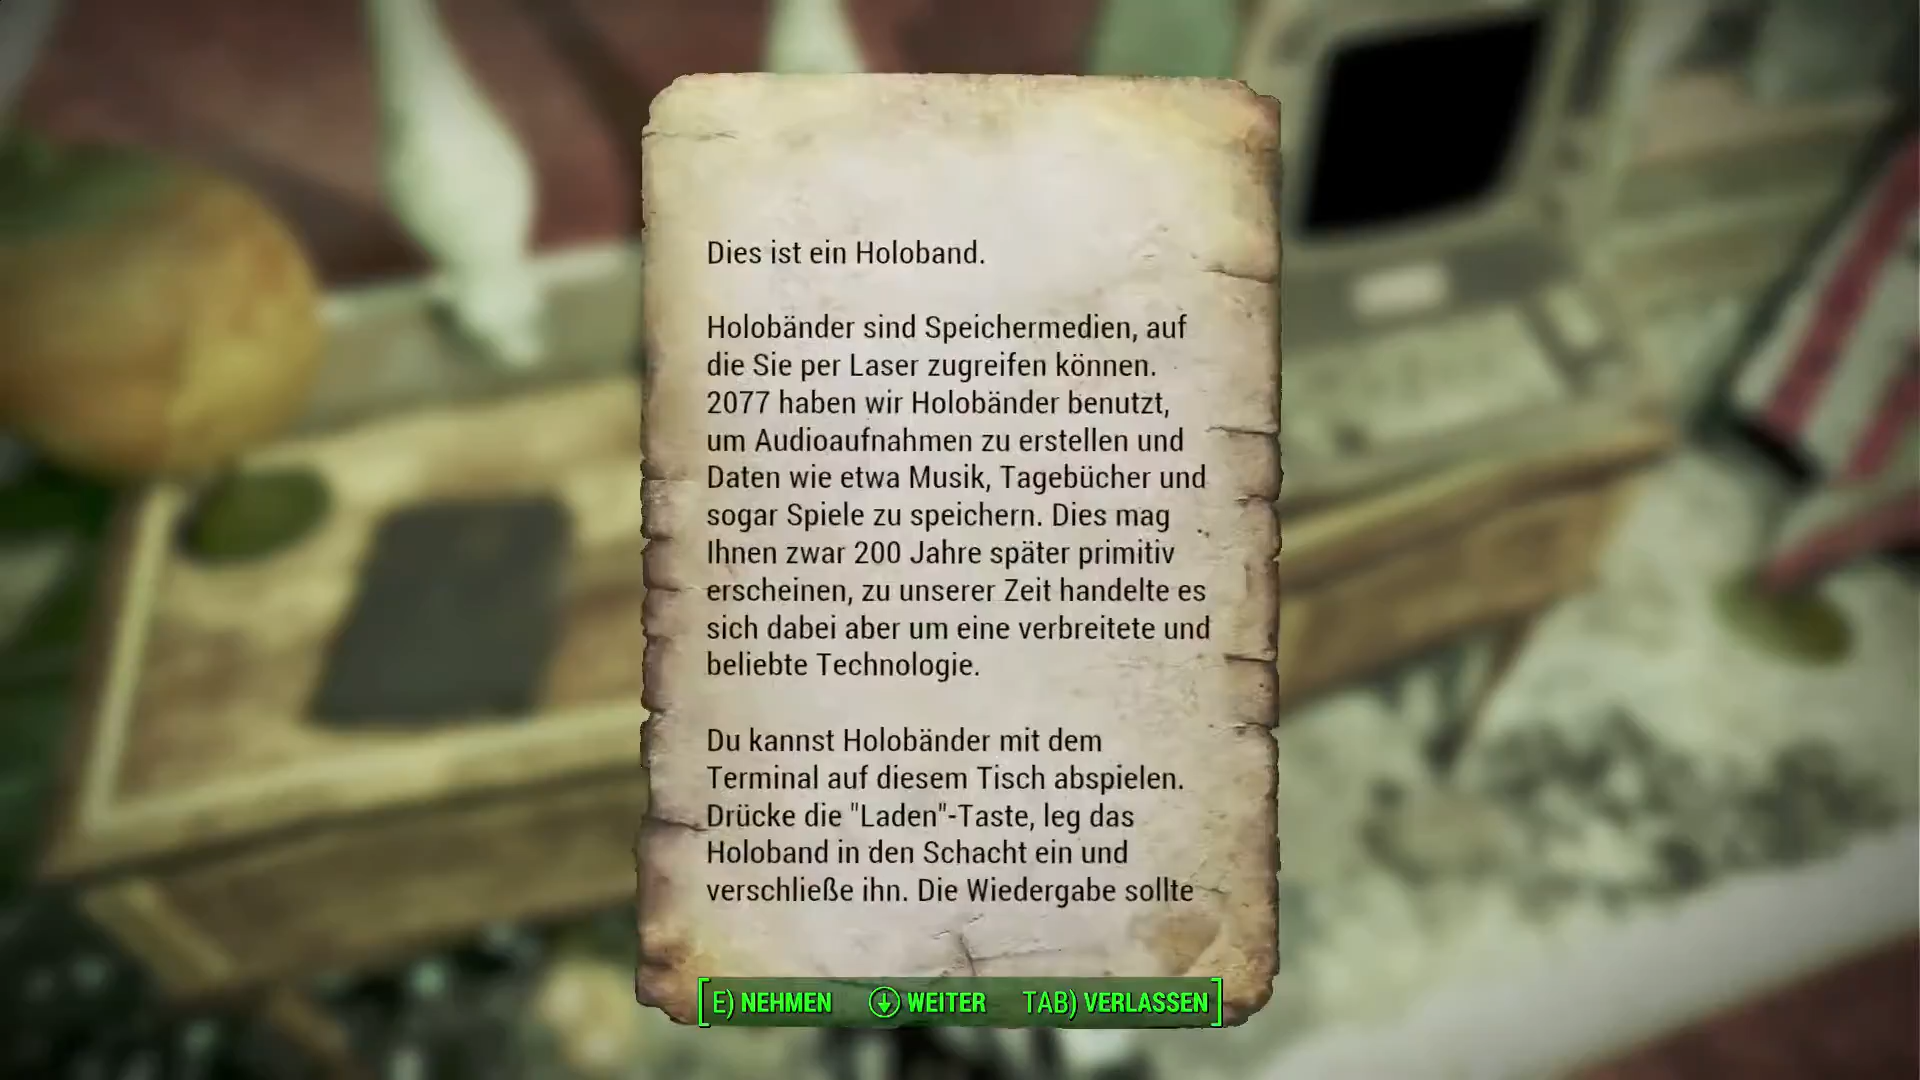 Dies ist ein Holoband.
Holobänder sind Speichermedien, auf
die Sie per Laser zugreifen können.
2077 haben wir Holobänder benutzt,
um Audioaufnahmen zu erstellen und
Daten wie etwa Musik, Tagebücher und
sogar Spiele zu speichern. Dies mag
Ihnen zwar 200 Jahre später primitiv
erscheinen, zu unserer Zeit handelte es
sich dabei aber um eine verbreitete und
beliebte Technologie.
Du kannst Holobänder mit dem
Terminal auf diesem Tisch abspielen.
Drücke die "Laden"-Taste, leg das
Holoband in den Schacht ein und
verschließe ihn. Die Wiedergabe sollte
E) NEHMEN WEITER TAB) VERLASSEN